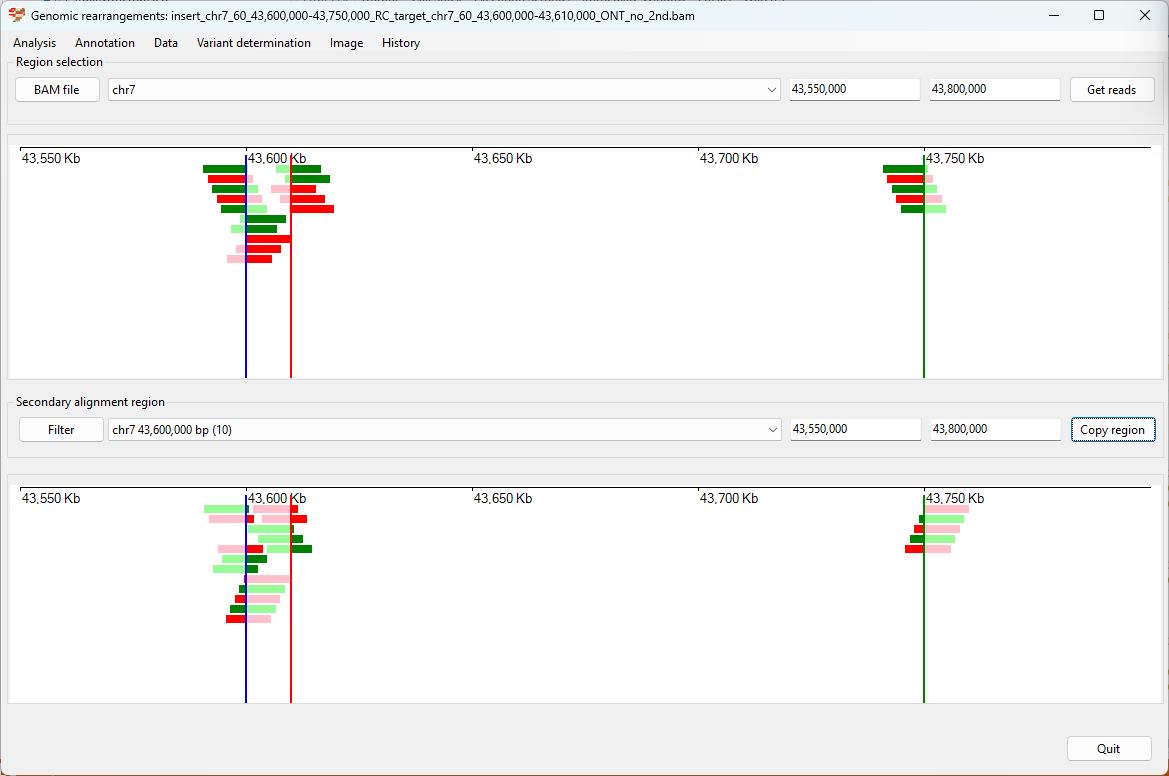 Genomic rearrangements: insert_chr7_60_43,600,000-43,750,000_RC_target_chr7_60_43,600,000-43,610,000_ONT_no_2nd.bam
Analysis Annotation Data Variant determination Image History
Region selection
BAM file chr7 43,550,000 43,800,000 Get reads
43,550 Kb 43,600 Kb 43,650 Kb 43,700 Kb 43,750 Kb
Secondary alignment region
Filter chr7 43,600,000 bp (10) 43,550,000 43,800,000 Copy region
43,550 Kb 43,600 Kb 43,650 Kb 43,700 Kb 43,750 Kb
Quit